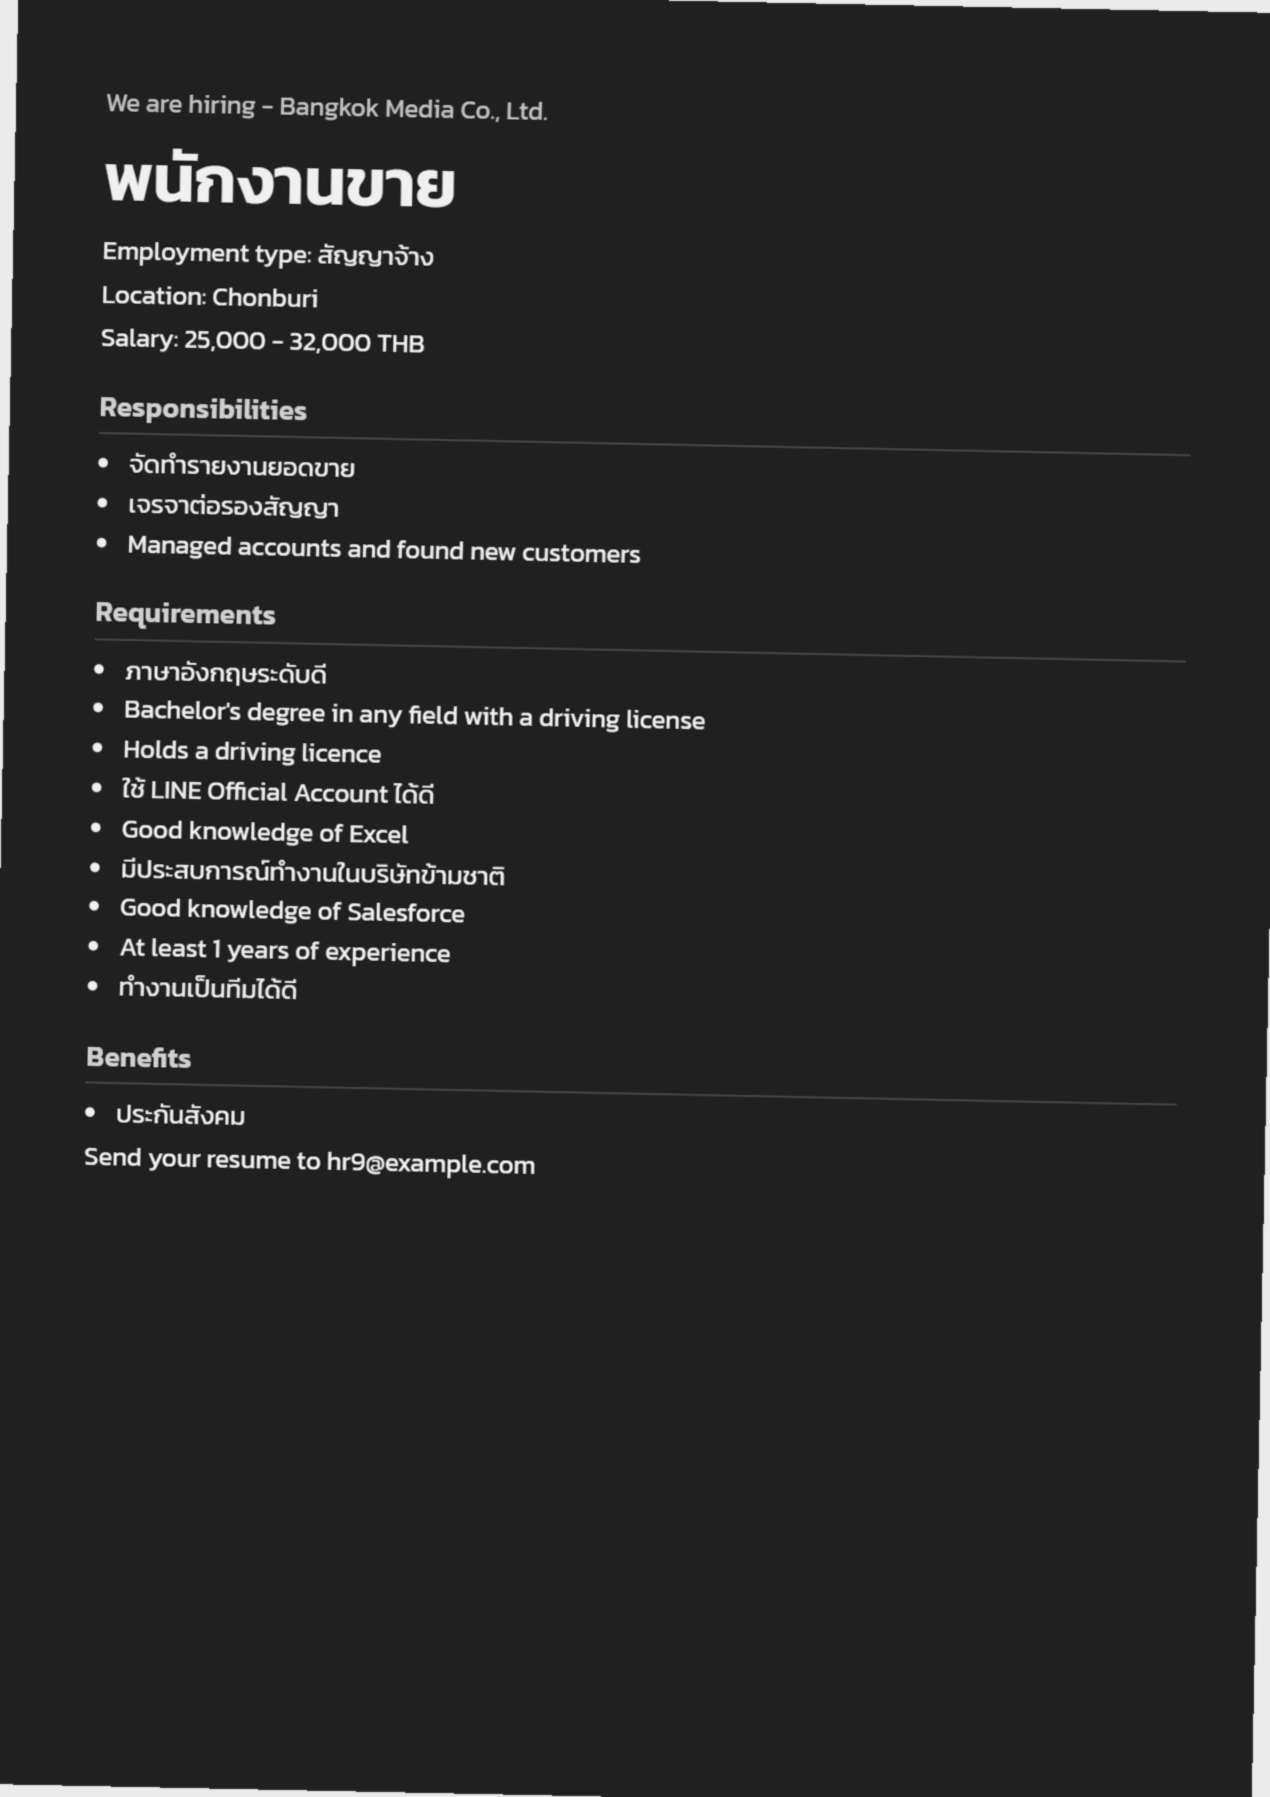 We are hiring - Bangkok Media Co., Ltd.
พนักงานขาย
Employment type: สัญญาจ้าง
Location: Chonburi
Salary: 25,000 - 32,000 THB
Responsibilities
• จัดทำรายงานยอดขาย
• เจรจาต่อรองสัญญา
• Managed accounts and found new customers
Requirements
• ภาษาอังกฤษระดับดี
• Bachelor's degree in any field with a driving license
• Holds a driving licence
• ใช้ LINE Official Account ได้ดี
• Good knowledge of Excel
• มีประสบการณ์ทำงานในบริษัทข้ามชาติ
• Good knowledge of Salesforce
• At least 1 years of experience
• ทำงานเป็นทีมได้ดี
Benefits
• ประกันสังคม
Send your resume to hr9@example.com